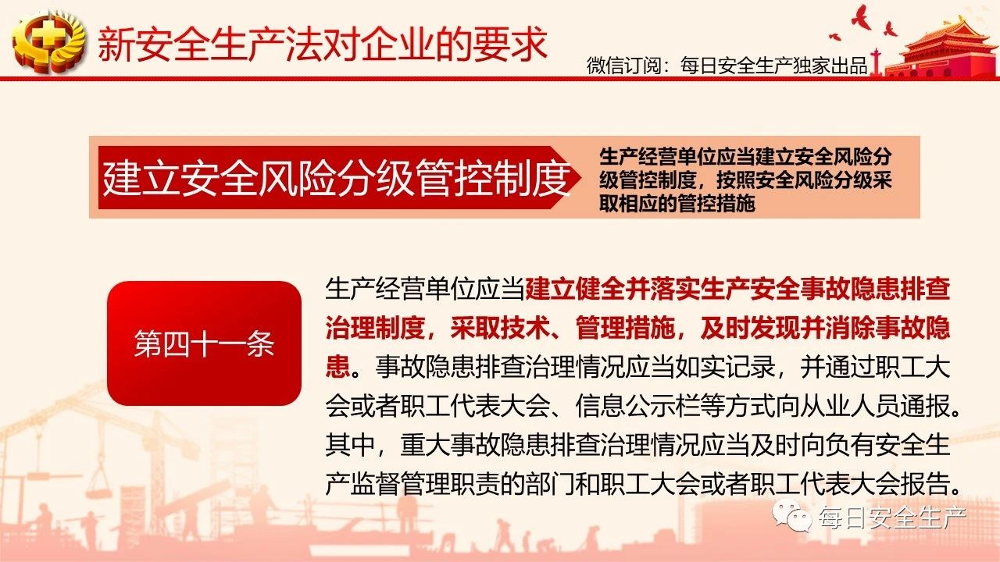 新安全生产法对企业的要求
微信订阅：每日安全生产独家出品
建立安全风险分级管控制度
生产经营单位应当建立安全风险分
级管控制度，按照安全风险分级采
取相应的管控措施
第四十一条
生产经营单位应当建立健全并落实生产安全事故隐患排查
治理制度，采取技术、管理措施，及时发现并消除事故隐
患。事故隐患排查治理情况应当如实记录，并通过职工大
会或者职工代表大会、信息公示栏等方式向从业人员通报。
其中，重大事故隐患排查治理情况应当及时向负有安全生
产监督管理职责的部门和职工大会或者职工代表大会报告。
每日安全生产